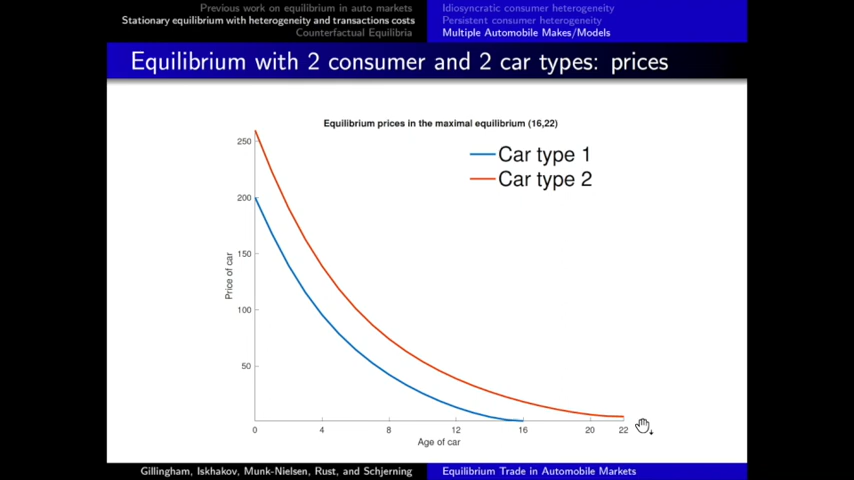 Previous work on equilibrium in auto markets
Stationary equilibrium with heterogeneity and transactions costs
Counterfactual Equilibria
Idiosyncratic consumer heterogeneity
Persistent consumer heterogeneity
Multiple Automobile Makes/Models
Equilibrium with 2 consumer and 2 car types: prices
Equilibrium prices in the maximal equilibrium (16,22)
Car type 1
Car type 2
250
200
150
100
50
Price of car
0 4 8 12 16 20 22
Age of car
Gillingham, Iskhakov, Munk-Nielsen, Rust, and Schjerning
Equilibrium Trade in Automobile Markets